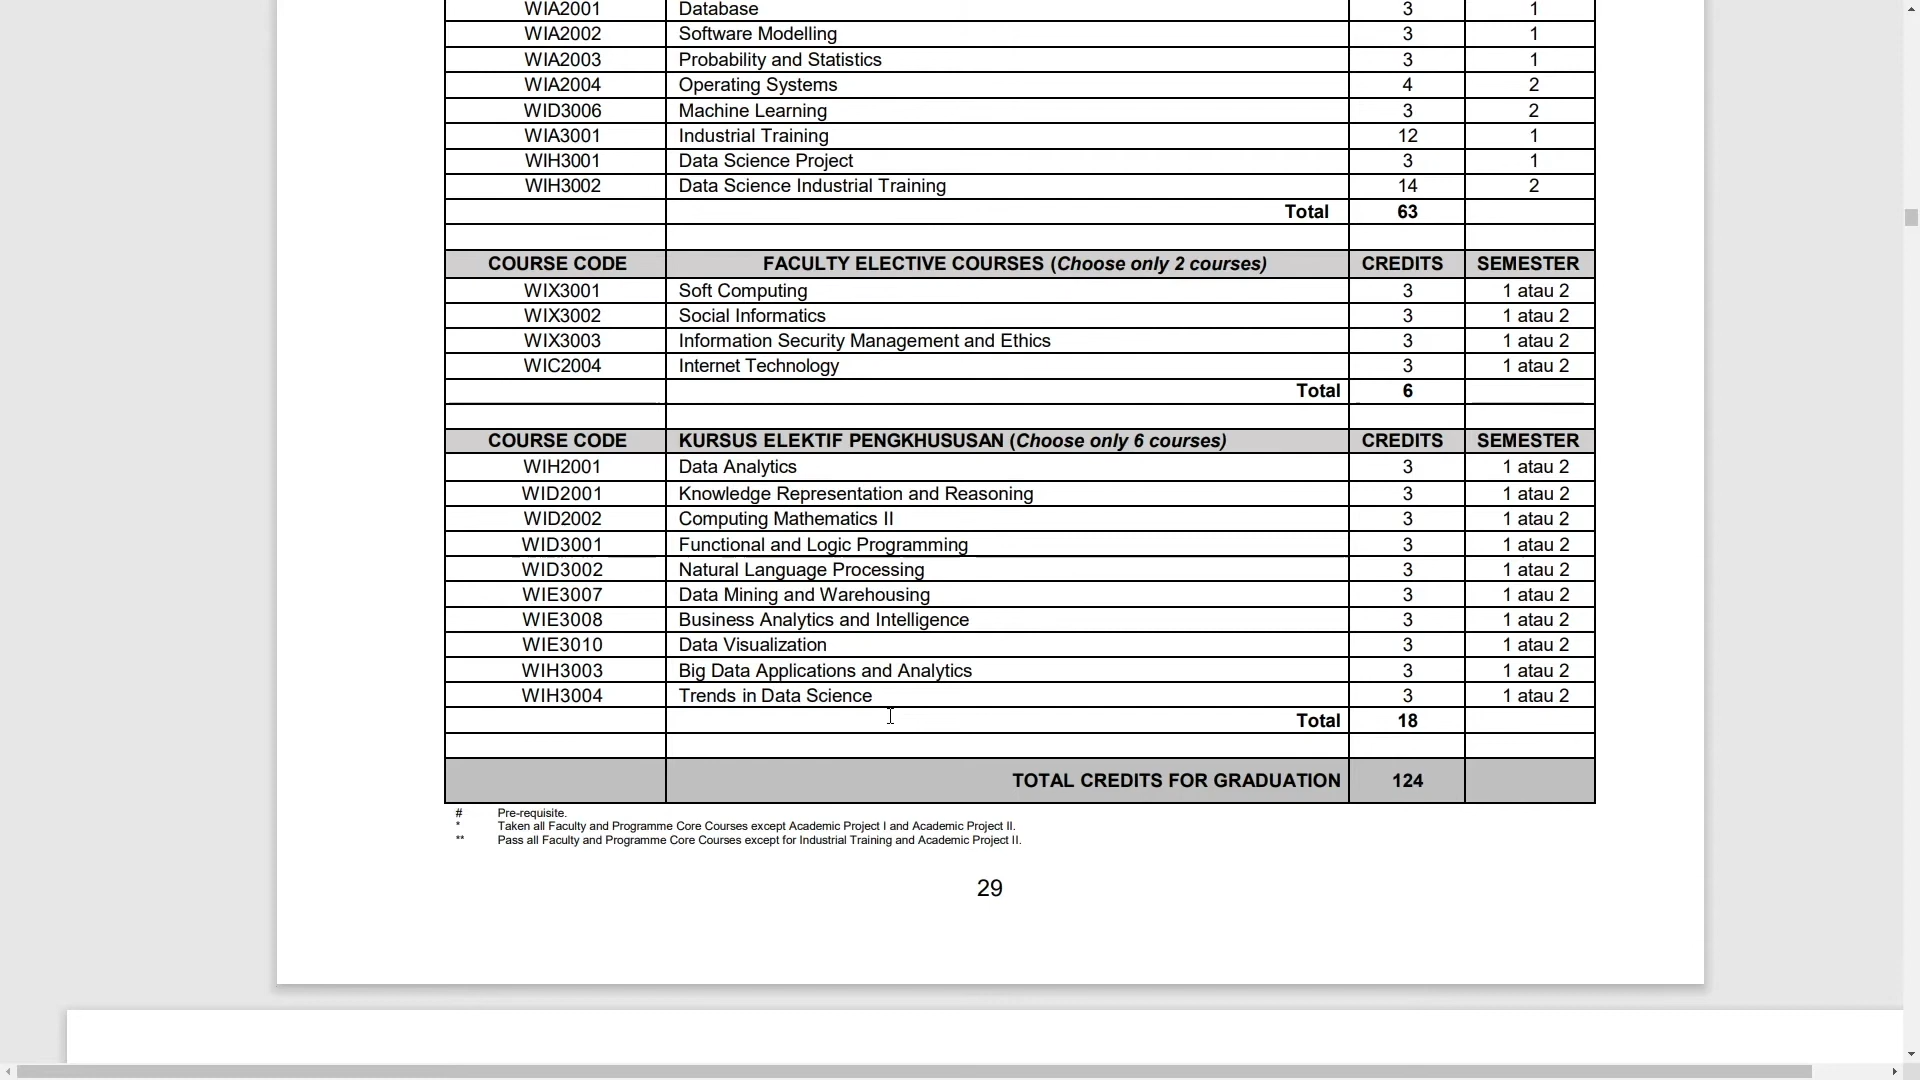 WIA2001 Database 3 1
WIA2002 Software Modelling 3 1
WIA2003 Probability and Statistics 3 1
WIA2004 Operating Systems 4 2
WID3006 Machine Learning 3 2
WIA3001 Industrial Training 12 1
WIH3001 Data Science Project 3 1
WIH3002 Data Science Industrial Training 14 2
Total 63
COURSE CODE FACULTY ELECTIVE COURSES (Choose only 2 courses) CREDITS SEMESTER
WIX3001 Soft Computing 3 1 atau 2
WIX3002 Social Informatics 3 1 atau 2
WIX3003 Information Security Management and Ethics 3 1 atau 2
WIC2004 Internet Technology 3 1 atau 2
Total 6
COURSE CODE KURSUS ELEKTIF PENGKHUSUSAN (Choose only 6 courses) CREDITS SEMESTER
WIH2001 Data Analytics 3 1 atau 2
WID2001 Knowledge Representation and Reasoning 3 1 atau 2
WID2002 Computing Mathematics II 3 1 atau 2
WID3001 Functional and Logic Programming 3 1 atau 2
WID3002 Natural Language Processing 3 1 atau 2
WIE3007 Data Mining and Warehousing 3 1 atau 2
WIE3008 Business Analytics and Intelligence 3 1 atau 2
WIE3010 Data Visualization 3 1 atau 2
WIH3003 Big Data Applications and Analytics 3 1 atau 2
WIH3004 Trends in Data Science 3 1 atau 2
Total 18
TOTAL CREDITS FOR GRADUATION 124
# Pre-requisite.
* Taken all Faculty and Programme Core Courses except Academic Project I and Academic Project II.
** Pass all Faculty and Programme Core Courses except for Industrial Training and Academic Project II.
29